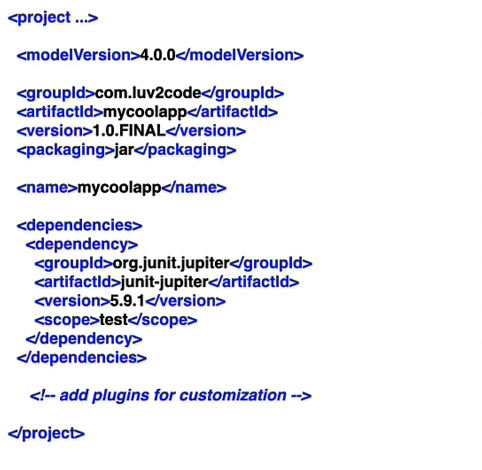 <project ...>
<modelVersion>4.0.0</modelVersion>
<groupId>com.luv2code</groupId>
<artifactId>mycoolapp</artifactId>
<version>1.0.FINAL</version>
<packaging>jar</packaging>
<name>mycoolapp</name>
<dependencies>
<dependency>
<groupId>org.junit.jupiter</groupId>
<artifactId>junit-jupiter</artifactId>
<version>5.9.1</version>
<scope>test</scope>
</dependency>
</dependencies>
<!-- add plugins for customization -->
</project>